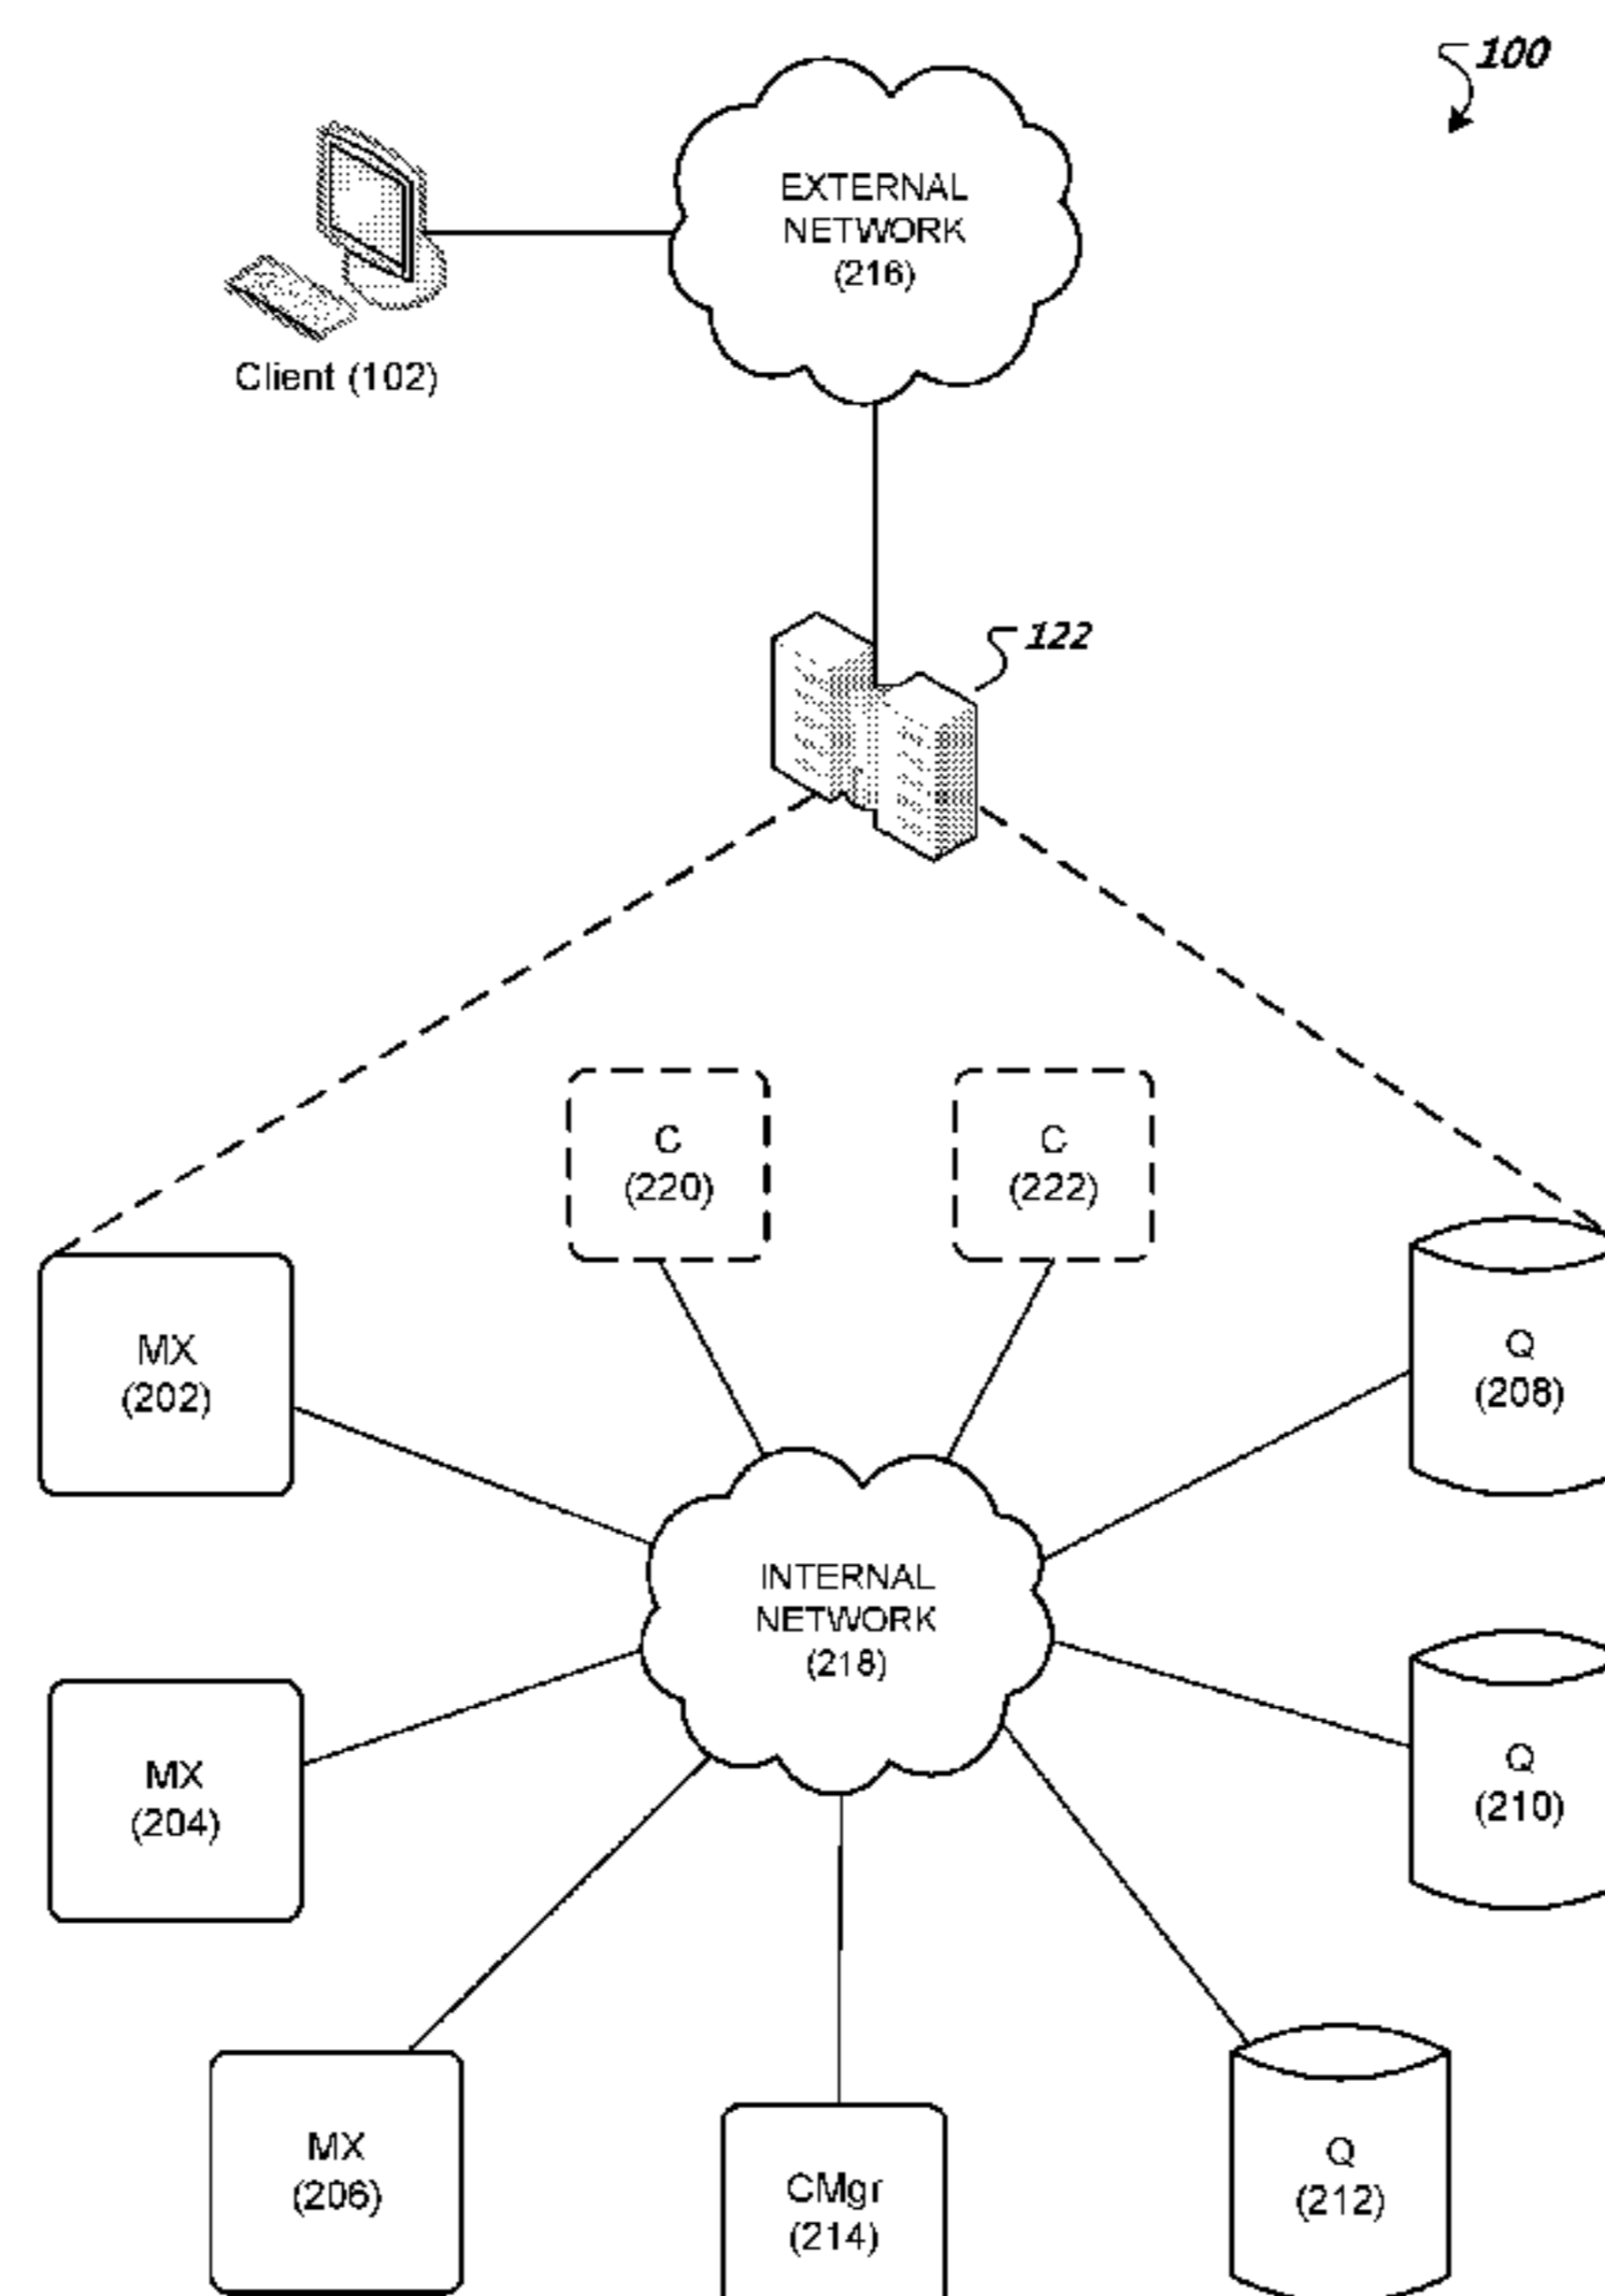 100
EXTERNAL
NETWORK
(216)
Client (102)
122
C
(220)
C
(222)
MX
(202)
Q
(208)
INTERNAL
NETWORK
(218)
MX
(204)
Q
(210)
MX
(206)
CMgr
(214)
Q
(212)